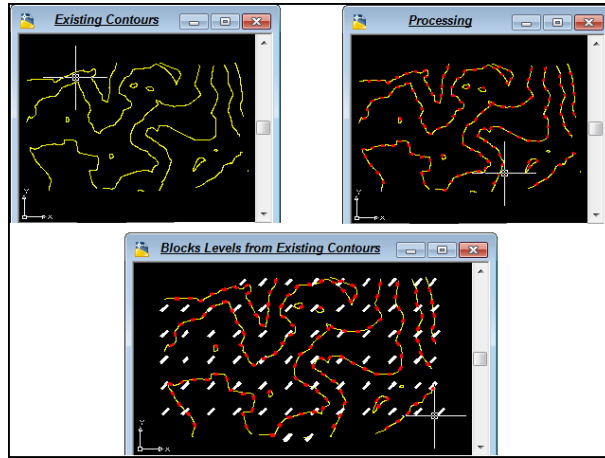 Existing Contours
Processing
Y
X
Y
X
Blocks Levels from Existing Contours
Y
X